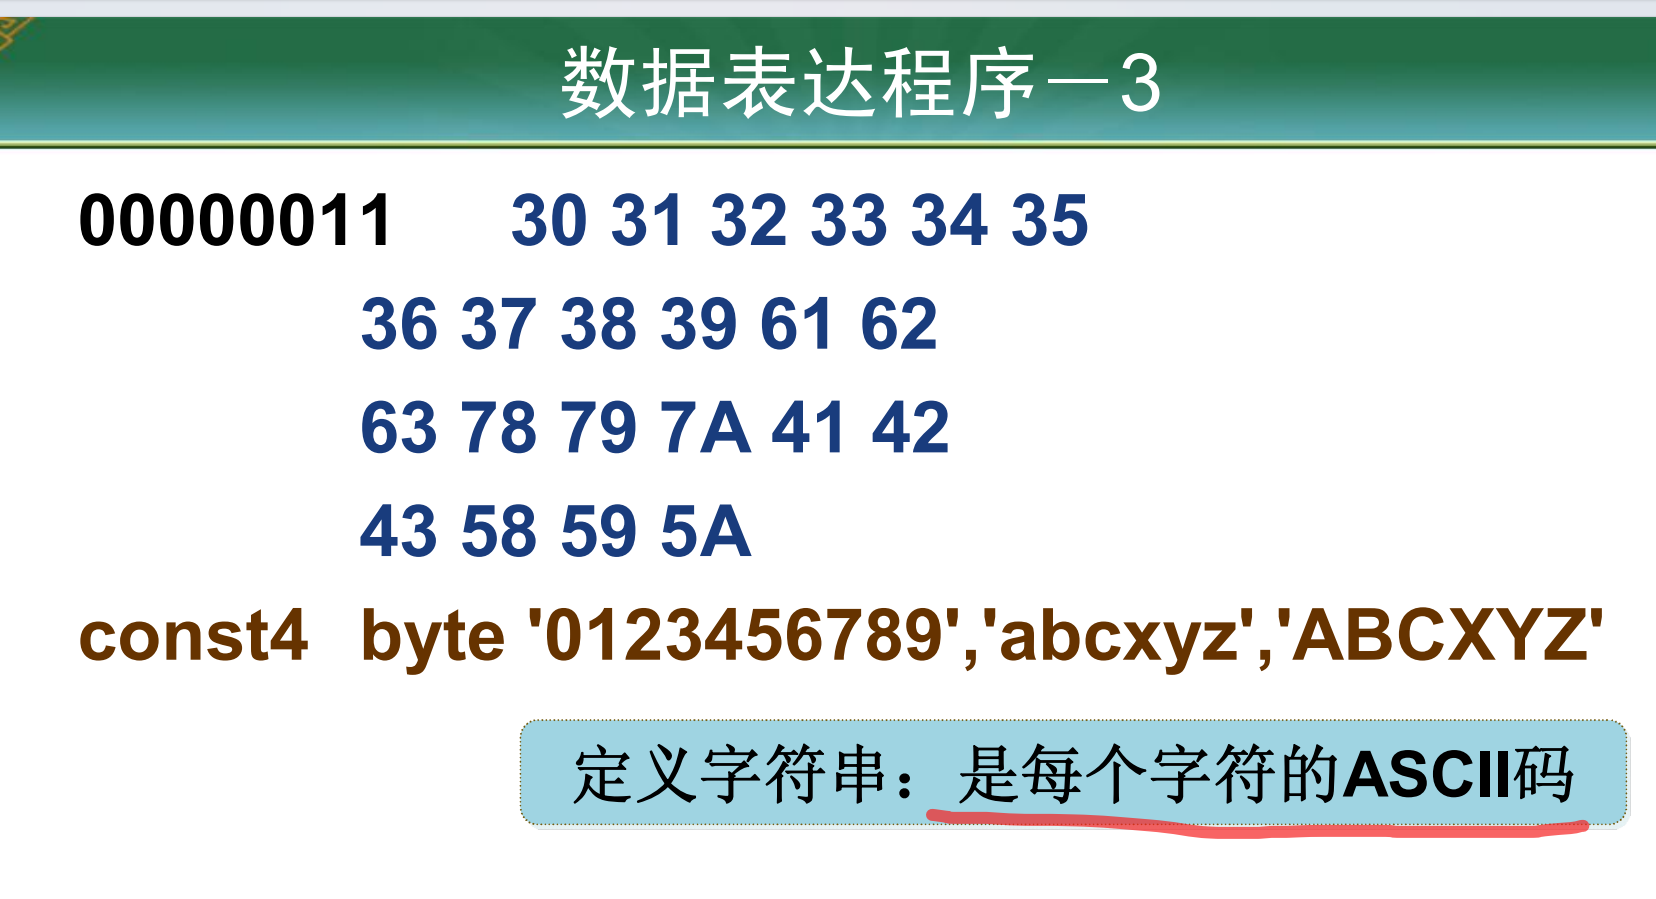 数据表达程序－3
00000011 30 31 32 33 34 35
36 37 38 39 61 62
63 78 79 7A 41 42
43 58 59 5A
const4 byte '0123456789','abcxyz','ABCXYZ'
定义字符串：是每个字符的ASCII码